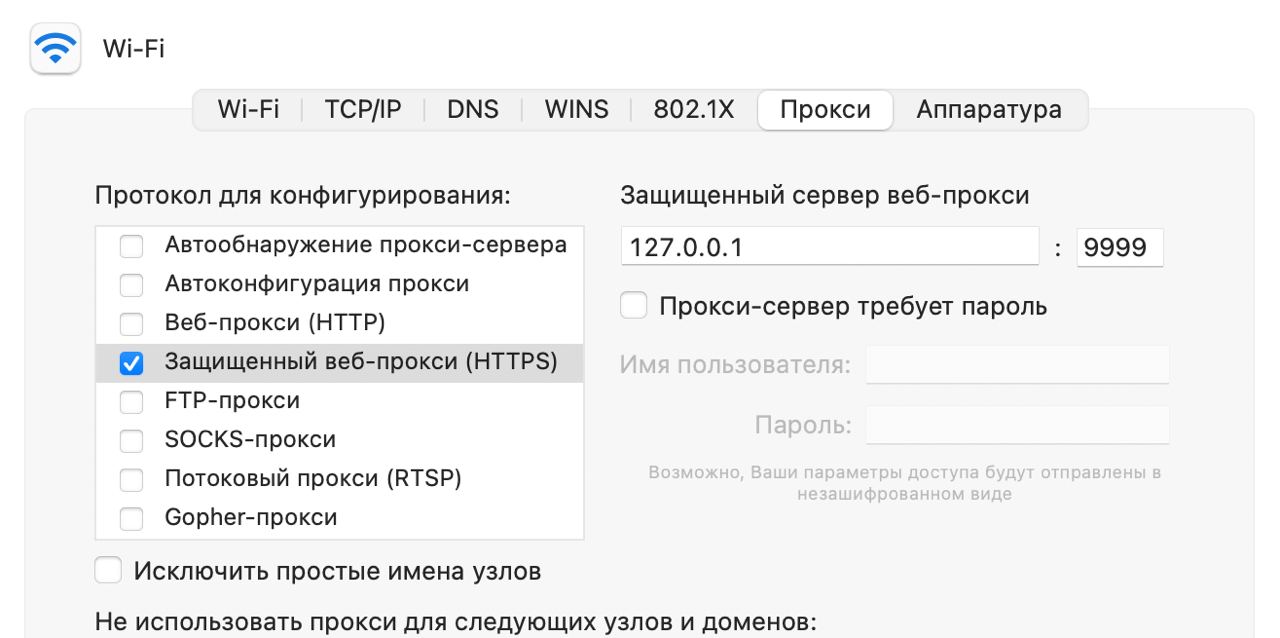 Wi-Fi
Wi-Fi TCP/IP DNS WINS 802.1X Прокси Аппаратура
Протокол для конфигурирования:
Автообнаружение прокси-сервера
Автоконфигурация прокси
Веб-прокси (HTTP)
Защищенный веб-прокси (HTTPS)
FTP-прокси
SOCKS-прокси
Потоковый прокси (RTSP)
Gopher-прокси
Исключить простые имена узлов
Не использовать прокси для следующих узлов и доменов:
Защищенный сервер веб-прокси
127.0.0.1 : 9999
Прокси-сервер требует пароль
Имя пользователя:
Пароль:
Возможно, Ваши параметры доступа будут отправлены в
незашифрованном виде